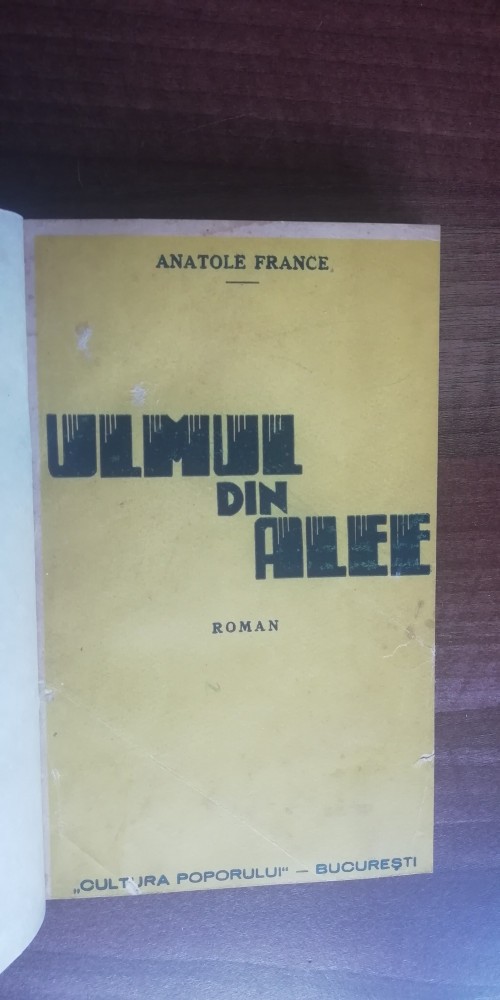 ANATOLE FRANCE
ULMUL
DIN
ALEE
ROMAN
„CULTURA POPORULUI“ — BUCUREȘTI